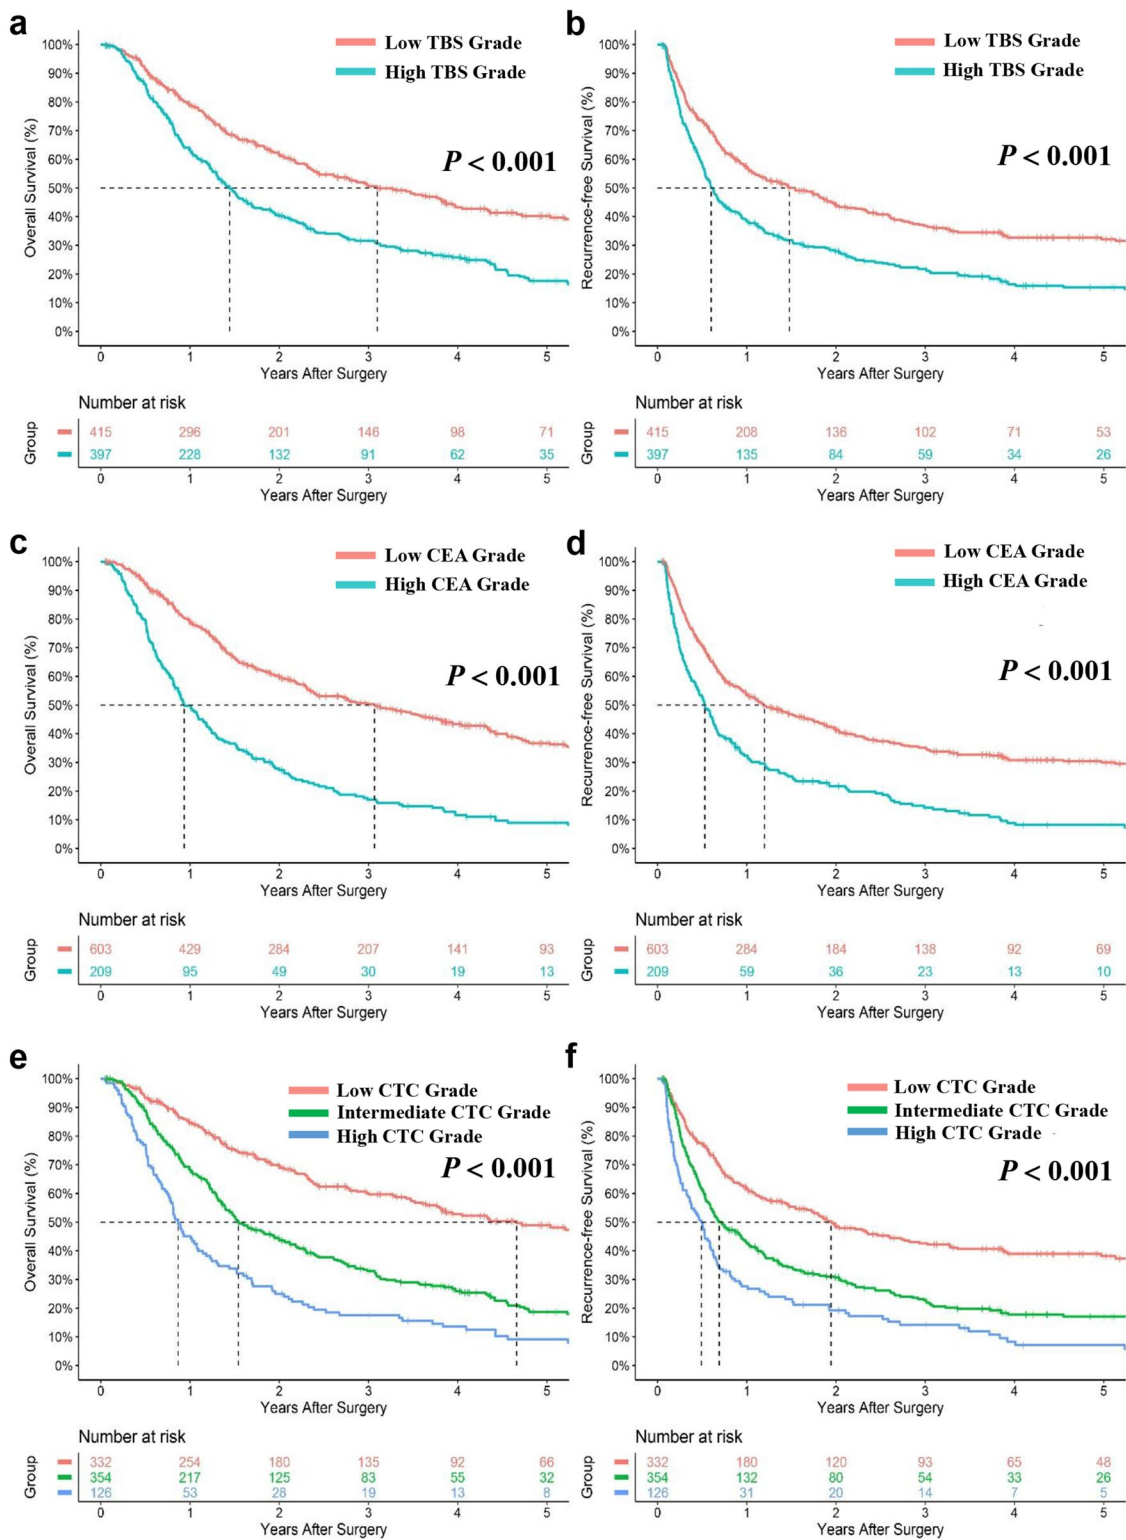 a
Low TBS Grade
High TBS Grade
P < 0.001
Overall Survival (%)
100%
90%
80%
70%
60%
50%
40%
30%
20%
10%
0%
0 1 2 3 4 5
Years After Surgery
Number at risk
Group
415 296 201 146 98 71
397 228 132 91 62 35
0 1 2 3 4 5
Years After Surgery
b
Low TBS Grade
High TBS Grade
P < 0.001
Recurrence-free Survival (%)
100%
90%
80%
70%
60%
50%
40%
30%
20%
10%
0%
0 1 2 3 4 5
Years After Surgery
Number at risk
Group
415 208 136 102 71 53
397 135 84 59 34 26
0 1 2 3 4 5
Years After Surgery
c
Low CEA Grade
High CEA Grade
P < 0.001
Overall Survival (%)
100%
90%
80%
70%
60%
50%
40%
30%
20%
10%
0%
0 1 2 3 4 5
Years After Surgery
Number at risk
Group
603 429 284 207 141 93
209 95 49 30 19 13
0 1 2 3 4 5
Years After Surgery
d
Low CEA Grade
High CEA Grade
P < 0.001
Recurrence-free Survival (%)
100%
90%
80%
70%
60%
50%
40%
30%
20%
10%
0%
0 1 2 3 4 5
Years After Surgery
Number at risk
Group
603 284 184 138 92 69
209 59 36 23 13 10
0 1 2 3 4 5
Years After Surgery
e
Low CTC Grade
Intermediate CTC Grade
High CTC Grade
P < 0.001
Overall Survival (%)
100%
90%
80%
70%
60%
50%
40%
30%
20%
10%
0%
0 1 2 3 4 5
Years After Surgery
Number at risk
Group
332 254 180 135 92 66
354 217 125 83 55 32
126 53 28 19 13 8
0 1 2 3 4 5
Years After Surgery
f
Low CTC Grade
Intermediate CTC Grade
High CTC Grade
P < 0.001
Recurrence-free Survival (%)
100%
90%
80%
70%
60%
50%
40%
30%
20%
10%
0%
0 1 2 3 4 5
Years After Surgery
Number at risk
Group
332 180 120 93 65 48
354 132 80 54 33 26
126 31 20 14 7 5
0 1 2 3 4 5
Years After Surgery